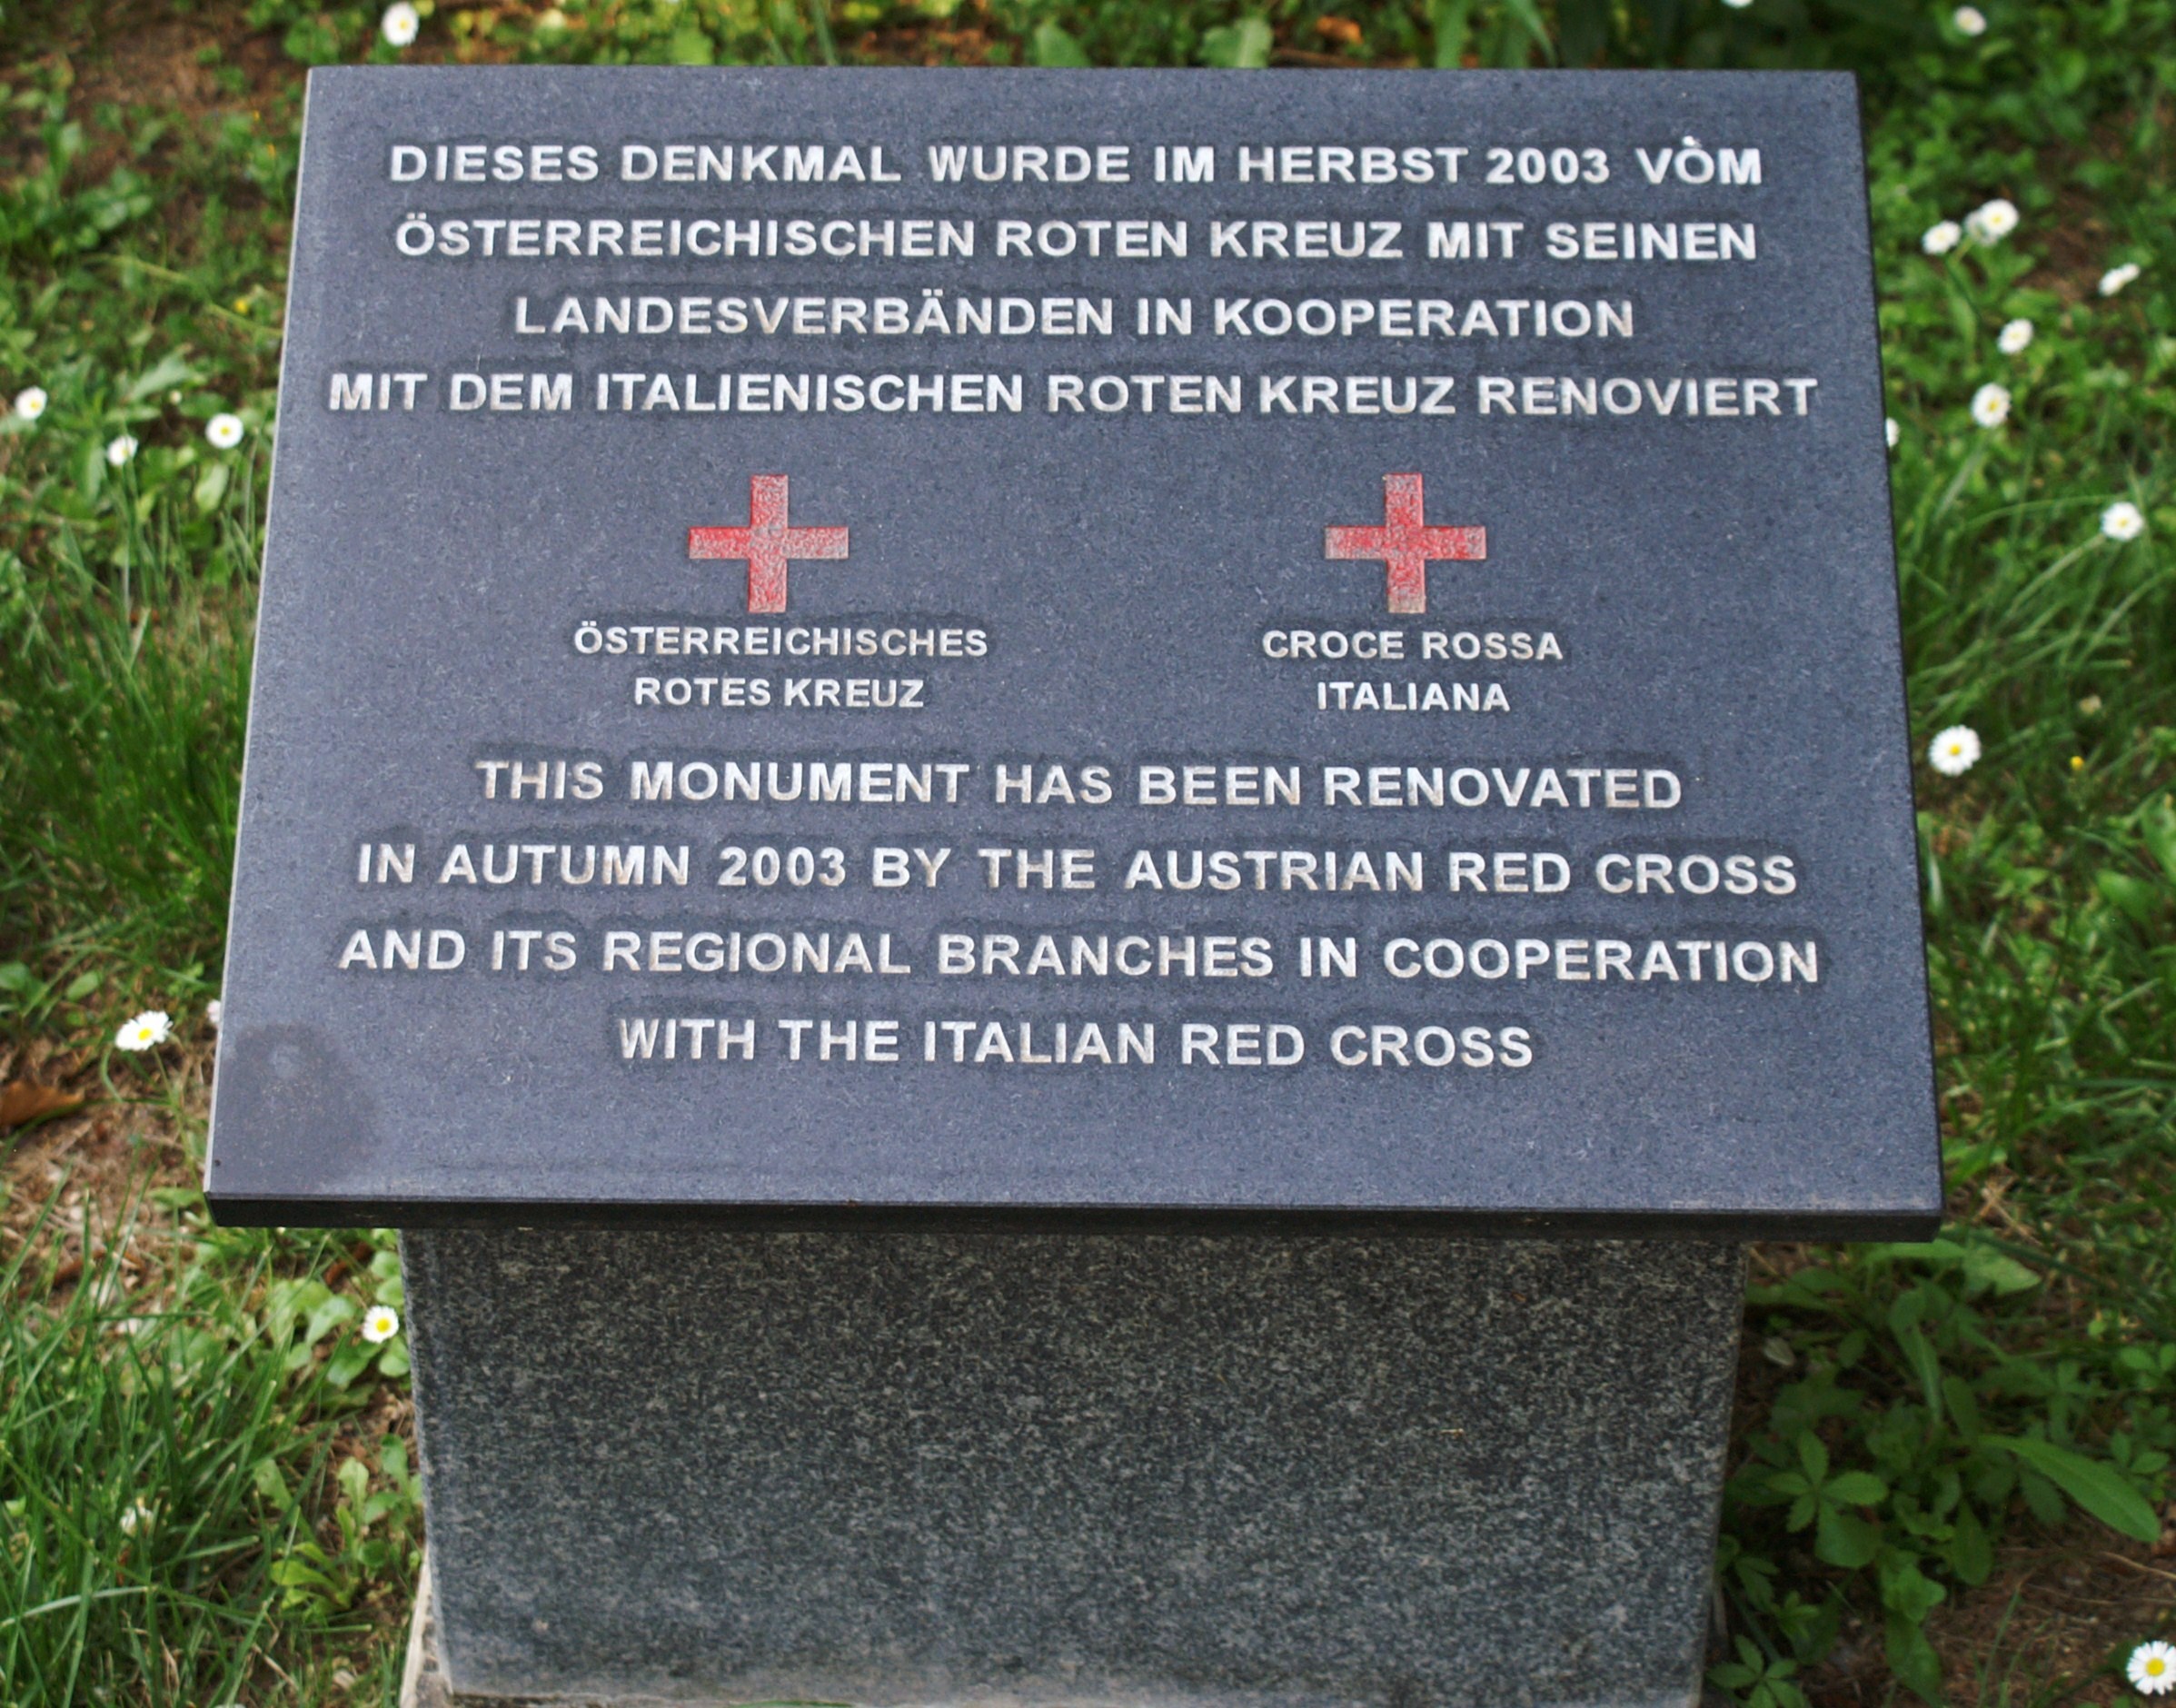 DIESES DENKMAL WURDE IM HERBST 2003 VOM
ÖSTERREICHISCHEN ROTEN KREUZ MIT SEINEN
LANDESVERBÄNDEN IN KOOPERATION
MIT DEM ITALIENISCHEN ROTEN KREUZ RENOVIERT
ÖSTERREICHISCHES
ROTES KREUZ
CROCE ROSSA
ITALIANA
THIS MONUMENT HAS BEEN RENOVATED
IN AUTUMN 2003 BY THE AUSTRIAN RED CROSS
AND ITS REGIONAL BRANCHES IN COOPERATION
WITH THE ITALIAN RED CROSS